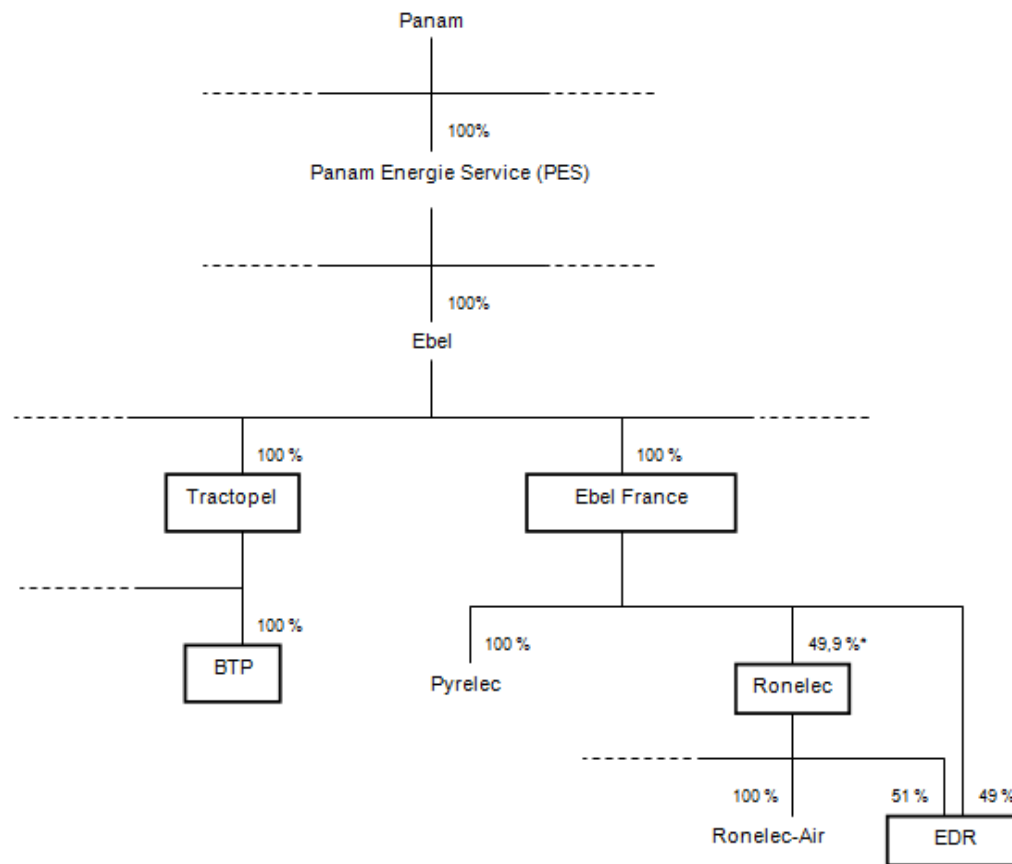 Panam
100%
Panam Energie Service (PES)
100%
Ebel
100 %
100 %
Tractopel
Ebel France
100 %
100 %
49,9 %*
BTP
Pyrelec
Ronelec
100 %
51 %
49 %
Ronelec-Air
EDR